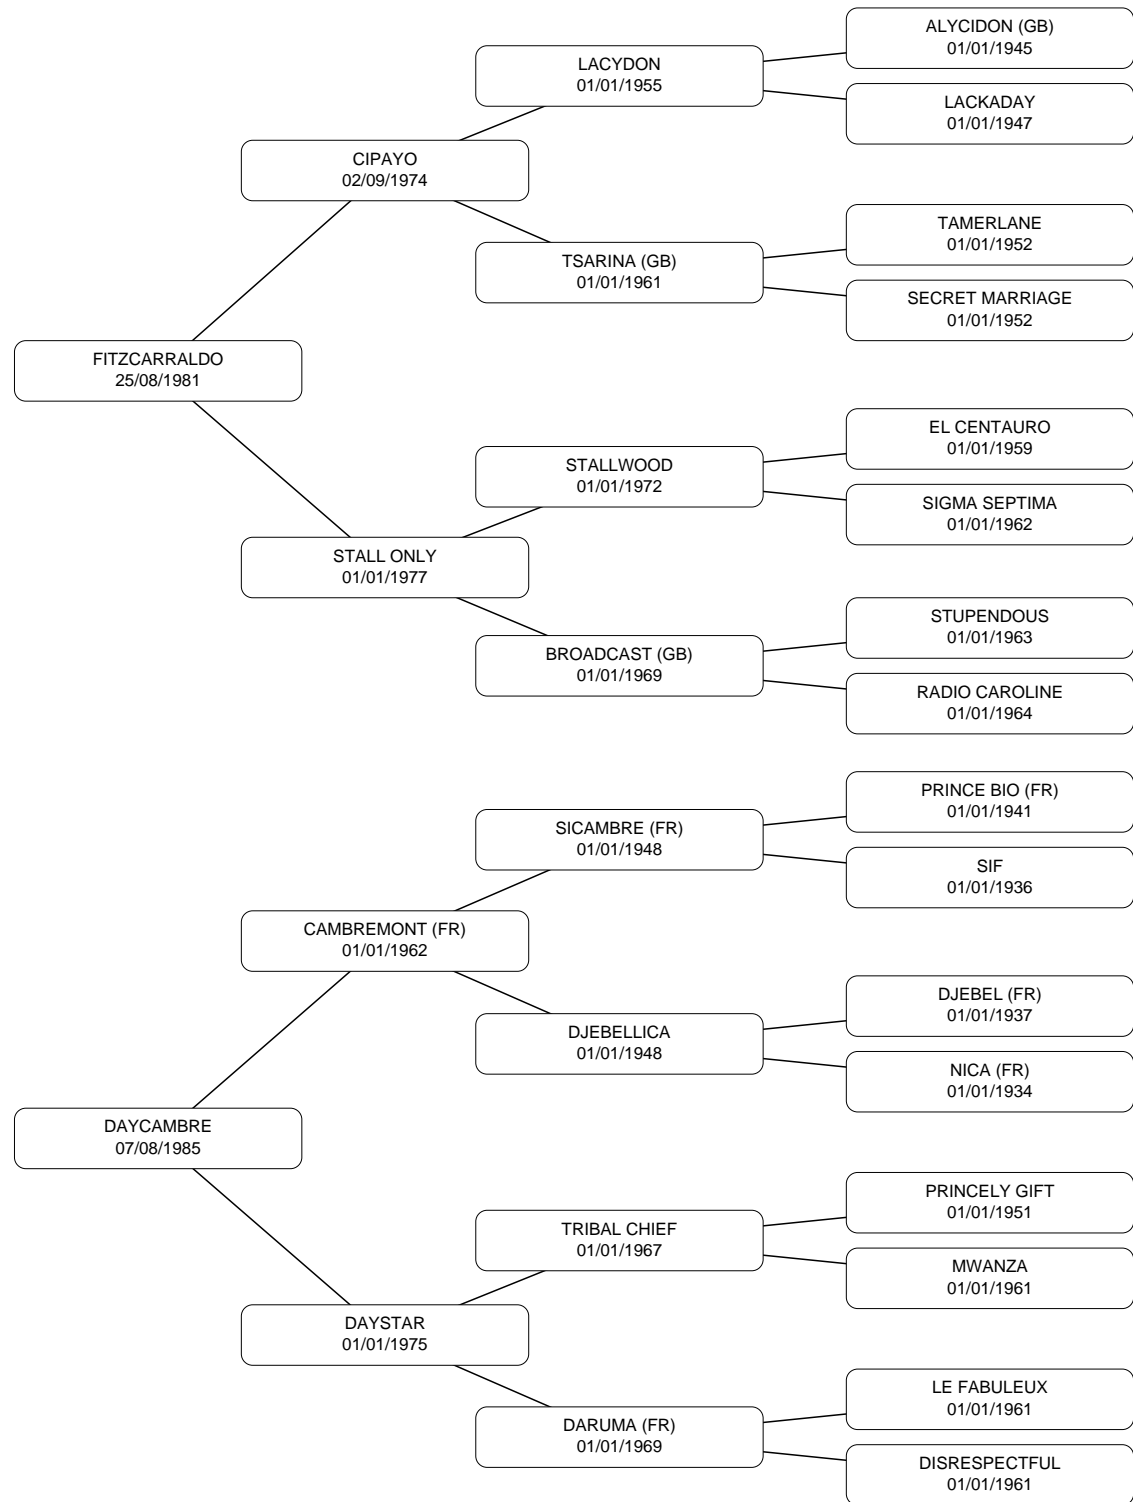 ALYCIDON (GB)
01/01/1945
LACYDON
01/01/1955
LACKADAY
01/01/1947
CIPAYO
02/09/1974
TAMERLANE
01/01/1952
TSARINA (GB)
01/01/1961
SECRET MARRIAGE
01/01/1952
FITZCARRALDO
25/08/1981
EL CENTAURO
01/01/1959
STALLWOOD
01/01/1972
SIGMA SEPTIMA
01/01/1962
STALL ONLY
01/01/1977
STUPENDOUS
01/01/1963
BROADCAST (GB)
01/01/1969
RADIO CAROLINE
01/01/1964
PRINCE BIO (FR)
01/01/1941
SICAMBRE (FR)
01/01/1948
SIF
01/01/1936
CAMBREMONT (FR)
01/01/1962
DJEBEL (FR)
01/01/1937
DJEBELLICA
01/01/1948
NICA (FR)
01/01/1934
DAYCAMBRE
07/08/1985
PRINCELY GIFT
01/01/1951
TRIBAL CHIEF
01/01/1967
MWANZA
01/01/1961
DAYSTAR
01/01/1975
LE FABULEUX
01/01/1961
DARUMA (FR)
01/01/1969
DISRESPECTFUL
01/01/1961